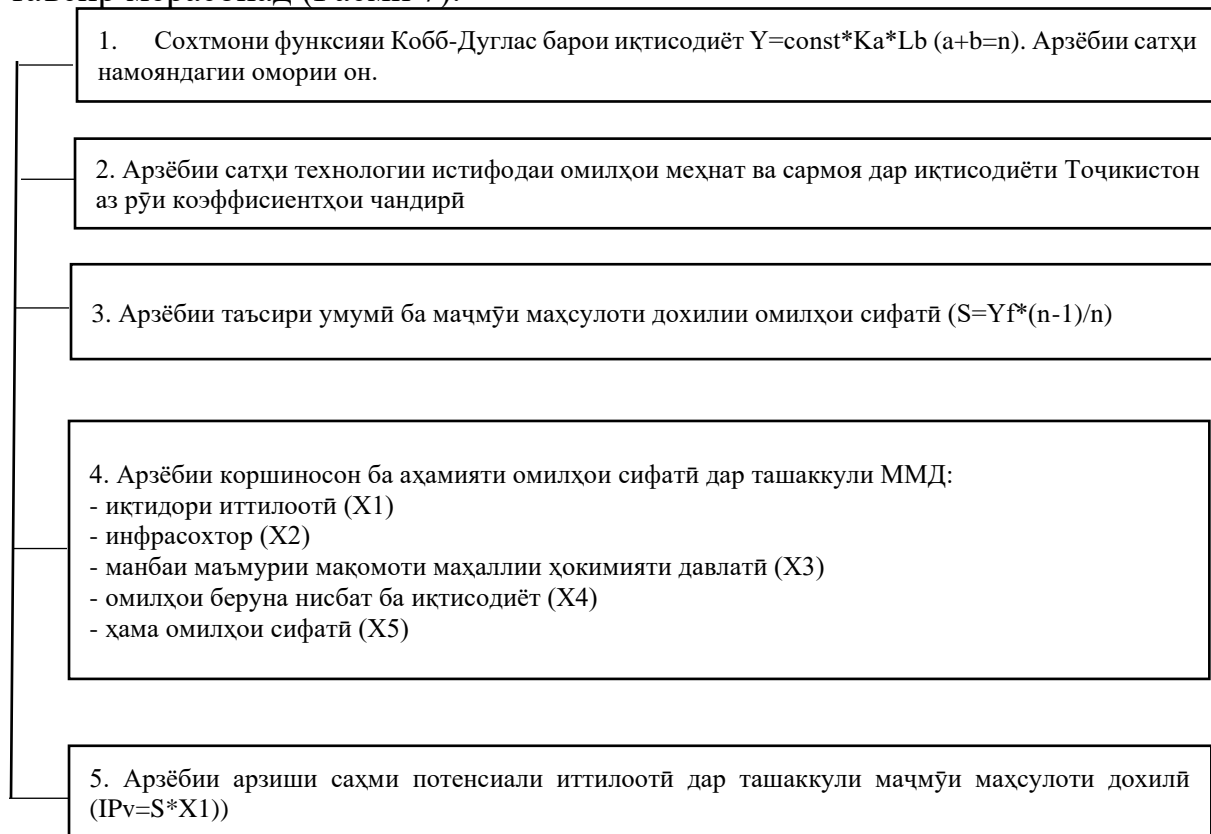 1. Сохтмони функсияи Кобб-Дуглас барои иқтисодиёт Y=const*Ka*Lb (a+b=n). Арзёбии сатҳи
намояндагии омории он.
2. Арзёбии сатҳи технологии истифодаи омилҳои меҳнат ва сармоя дар иқтисодиёти Тоҷикистон
аз рӯи коэффисиентҳои чандирӣ
3. Арзёбии таъсири умумӣ ба маҷмӯи маҳсулоти дохилии омилҳои сифатӣ (S=Yf*(n-1)/n)
4. Арзёбии коршиносон ба аҳамияти омилҳои сифатӣ дар ташаккули ММД:
- иқтидори иттилоотӣ (X1)
- инфрасохтор (X2)
- манбаи маъмурии мақомоти маҳаллии ҳокимияти давлатӣ (X3)
- омилҳои беруна нисбат ба иқтисодиёт (X4)
- ҳама омилҳои сифатӣ (X5)
5. Арзёбии арзиши саҳми потенсиали иттилоотӣ дар ташаккули маҷмӯи маҳсулоти дохилӣ
(IPv=S*X1))